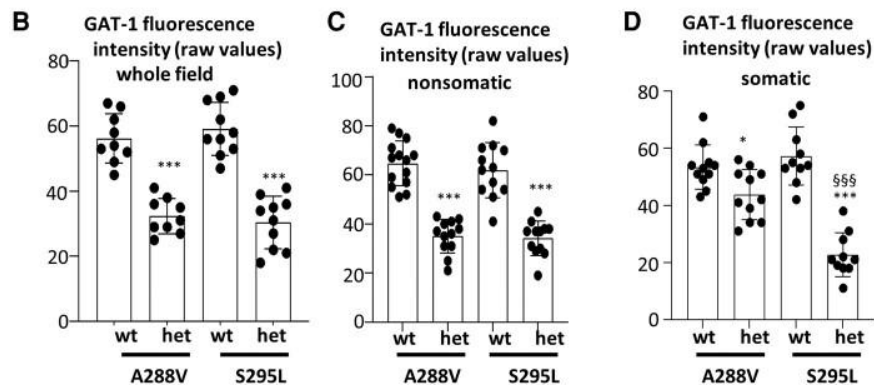 B
GAT-1 fluorescence
intensity (raw values)
whole field
80
60
40
20
0
***
***
wt het wt het
A288V S295L
C
GAT-1 fluorescence
intensity (raw values)
nonsomatic
100
80
60
40
20
0
***
***
wt het wt het
A288V S295L
D
GAT-1 fluorescence
intensity (raw values)
somatic
80
60
40
20
0
*
§§§
***
wt het wt het
A288V S295L